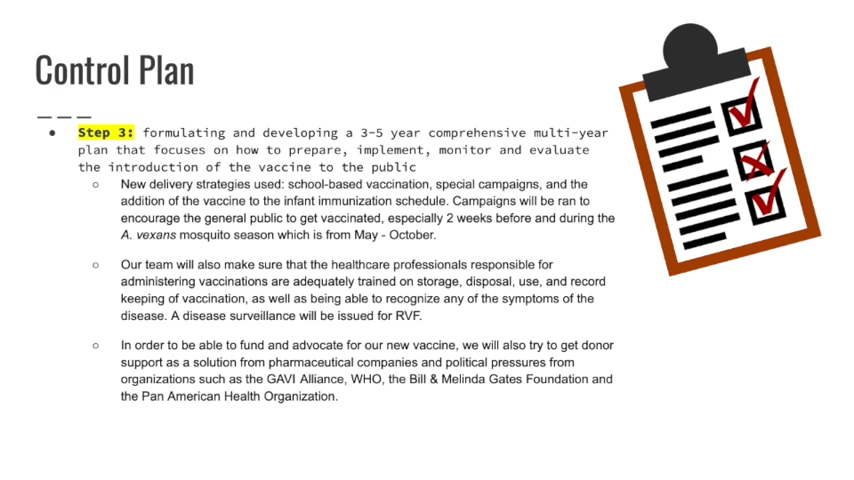 Control Plan
● Step 3: formulating and developing a 3-5 year comprehensive multi-year
plan that focuses on how to prepare, implement, monitor and evaluate
the introduction of the vaccine to the public
○ New delivery strategies used: school-based vaccination, special campaigns, and the
addition of the vaccine to the infant immunization schedule. Campaigns will be ran to
encourage the general public to get vaccinated, especially 2 weeks before and during the
A. vexans mosquito season which is from May - October.
○ Our team will also make sure that the healthcare professionals responsible for
administering vaccinations are adequately trained on storage, disposal, use, and record
keeping of vaccination, as well as being able to recognize any of the symptoms of the
disease. A disease surveillance will be issued for RVF.
○ In order to be able to fund and advocate for our new vaccine, we will also try to get donor
support as a solution from pharmaceutical companies and political pressures from
organizations such as the GAVI Alliance, WHO, the Bill & Melinda Gates Foundation and
the Pan American Health Organization.